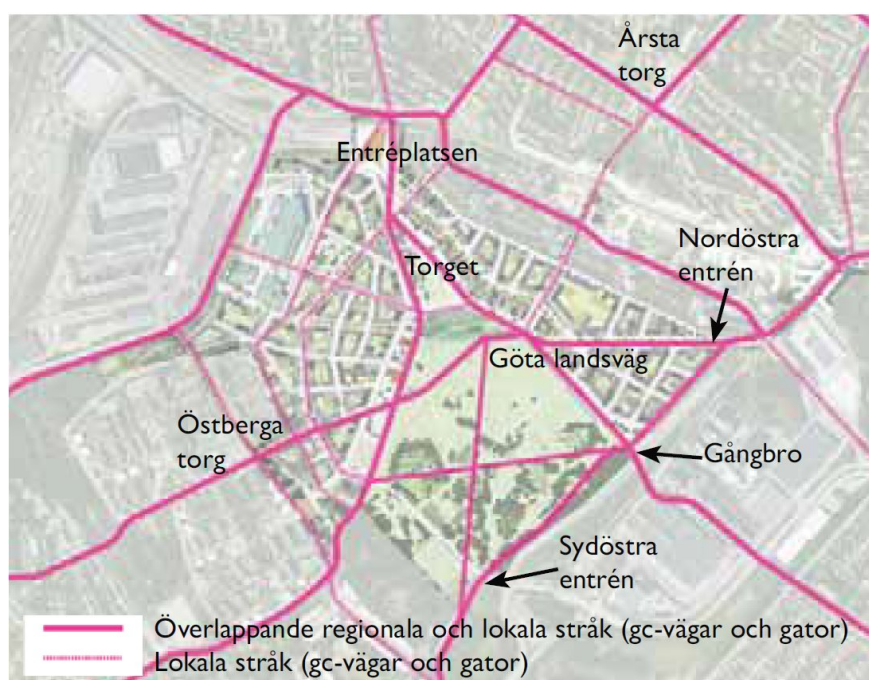 Årsta
torg
Entréplatsen
Nordöstra
entrén
Torget
Göta landsväg
Östberga
torg
Gångbro
Sydöstra
entrén
Överlappande regionala och lokala stråk (gc-vägar och gator)
Lokala stråk (gc-vägar och gator)